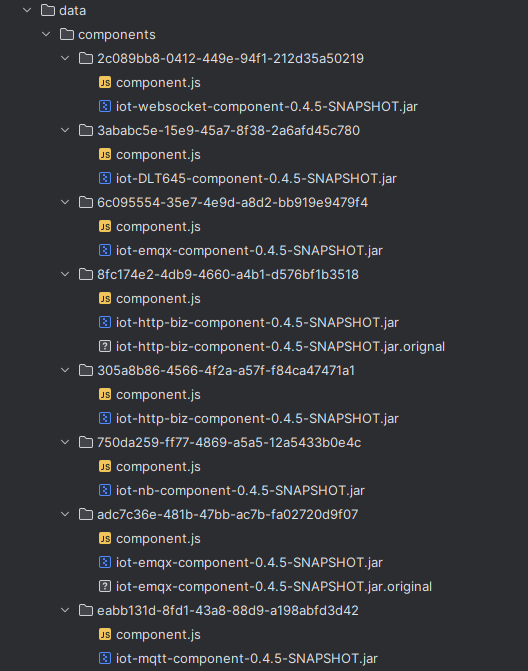 data
components
2c089bb8-0412-449e-94f1-212d35a50219
JS component.js
iot-websocket-component-0.4.5-SNAPSHOT.jar
3ababc5e-15e9-45a7-8f38-2a6afd45c780
JS component.js
iot-DLT645-component-0.4.5-SNAPSHOT.jar
6c095554-35e7-4e9d-a8d2-bb919e9479f4
JS component.js
iot-emqx-component-0.4.5-SNAPSHOT.jar
8fc174e2-4db9-4660-a4b1-d576bf1b3518
JS component.js
iot-http-biz-component-0.4.5-SNAPSHOT.jar
? iot-http-biz-component-0.4.5-SNAPSHOT.jar.orignal
305a8b86-4566-4f2a-a57f-f84ca47471a1
JS component.js
iot-http-biz-component-0.4.5-SNAPSHOT.jar
750da259-ff77-4869-a5a5-12a5433b0e4c
JS component.js
iot-nb-component-0.4.5-SNAPSHOT.jar
adc7c36e-481b-47bb-ac7b-fa02720d9f07
JS component.js
iot-emqx-component-0.4.5-SNAPSHOT.jar
? iot-emqx-component-0.4.5-SNAPSHOT.jar.original
eabb131d-8fd1-43a8-88d9-a198abfd3d42
JS component.js
iot-mqtt-component-0.4.5-SNAPSHOT.jar